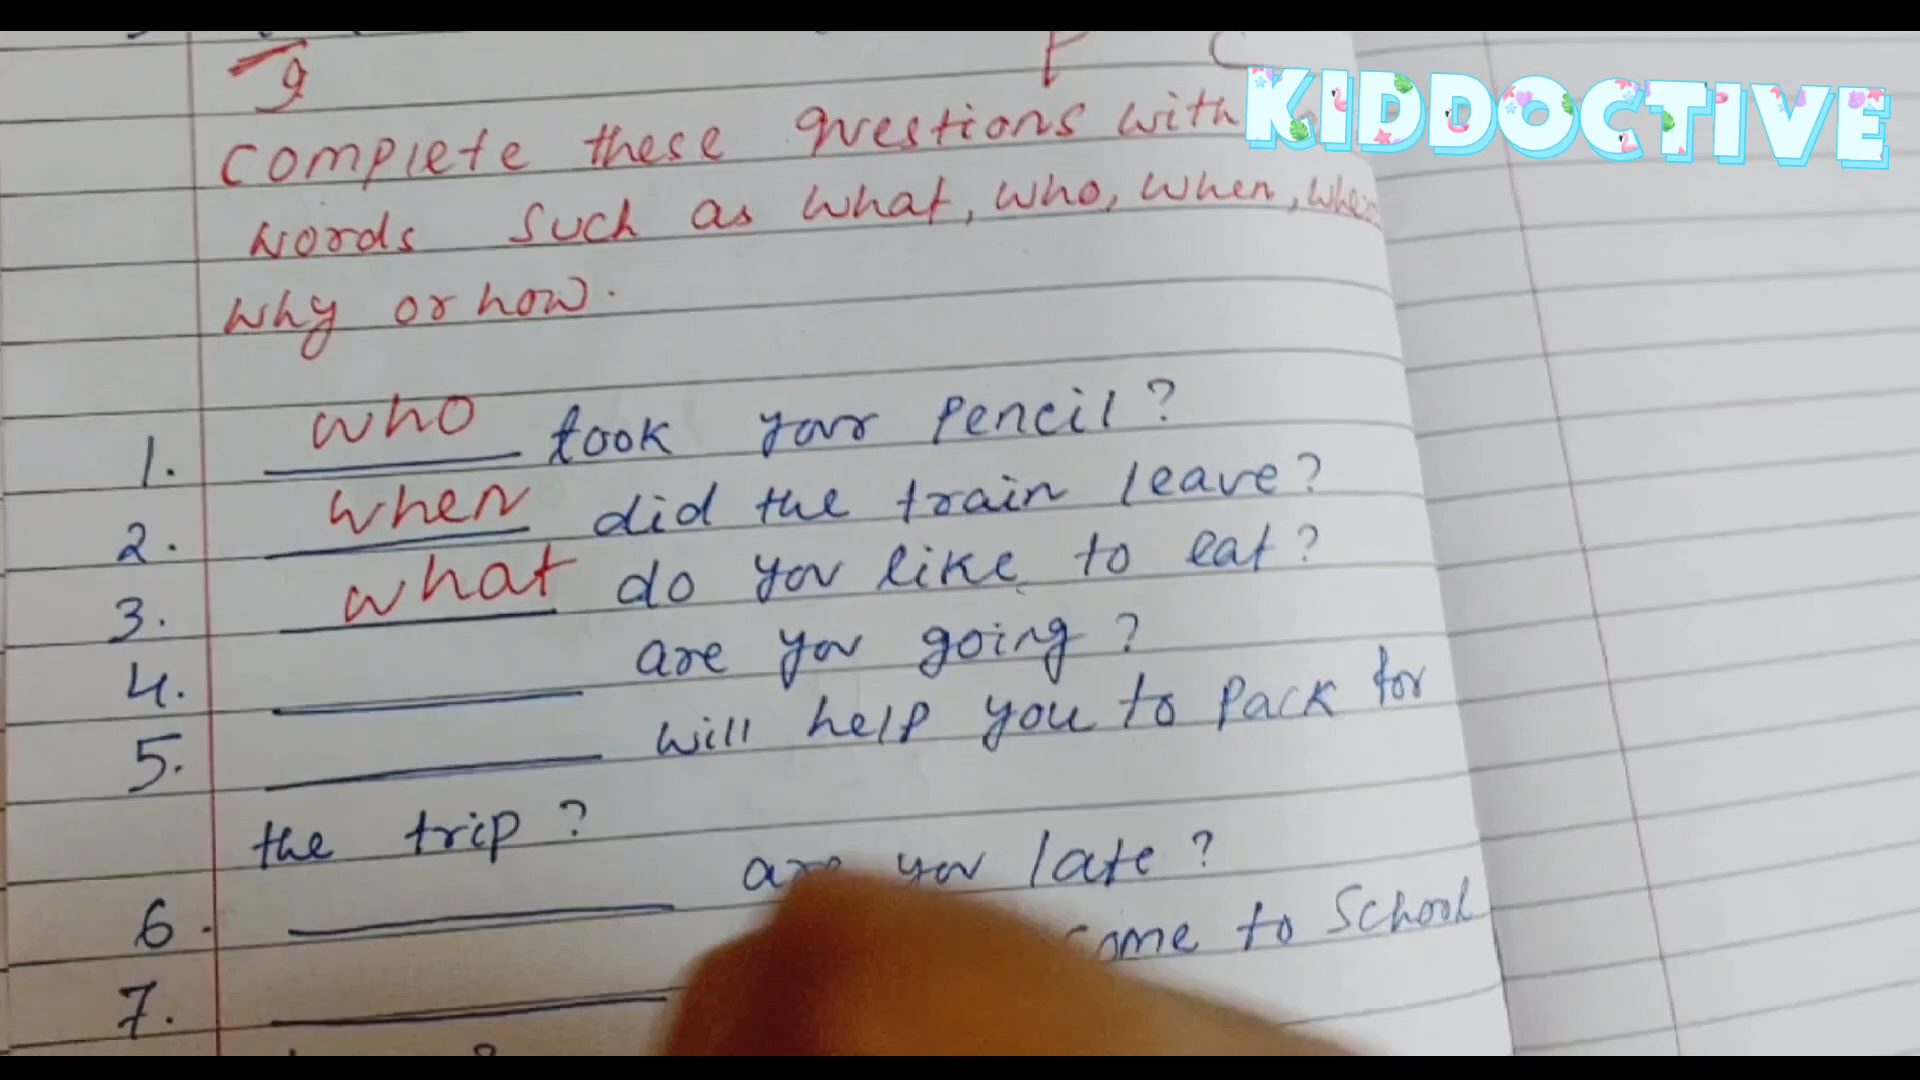 9
KIDDOCTIVE
Complete these questions with
words such as what, who, when,
why or how.
1. who took your pencil?
2. when did the train leave?
3. what do you like to eat?
4. are you going?
5. will help you to pack for
the trip?
6. are you late?
7. come to school